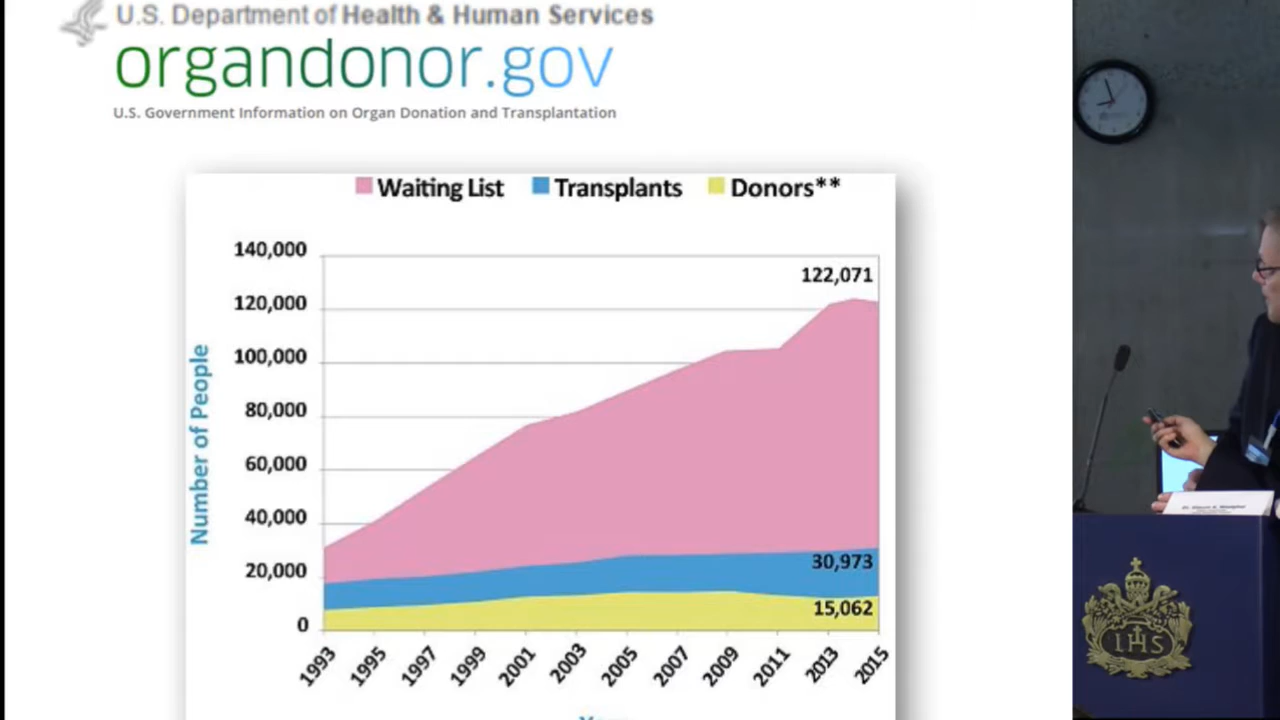 U.S. Department of Health & Human Services
organdonor.gov
U.S. Government Information on Organ Donation and Transplantation
Waiting List Transplants Donors**
Number of People
140,000
120,000
100,000
80,000
60,000
40,000
20,000
0
122,071
30,973
15,062
1993 1995 1997 1999 2001 2003 2005 2007 2009 2011 2013 2015
IHS